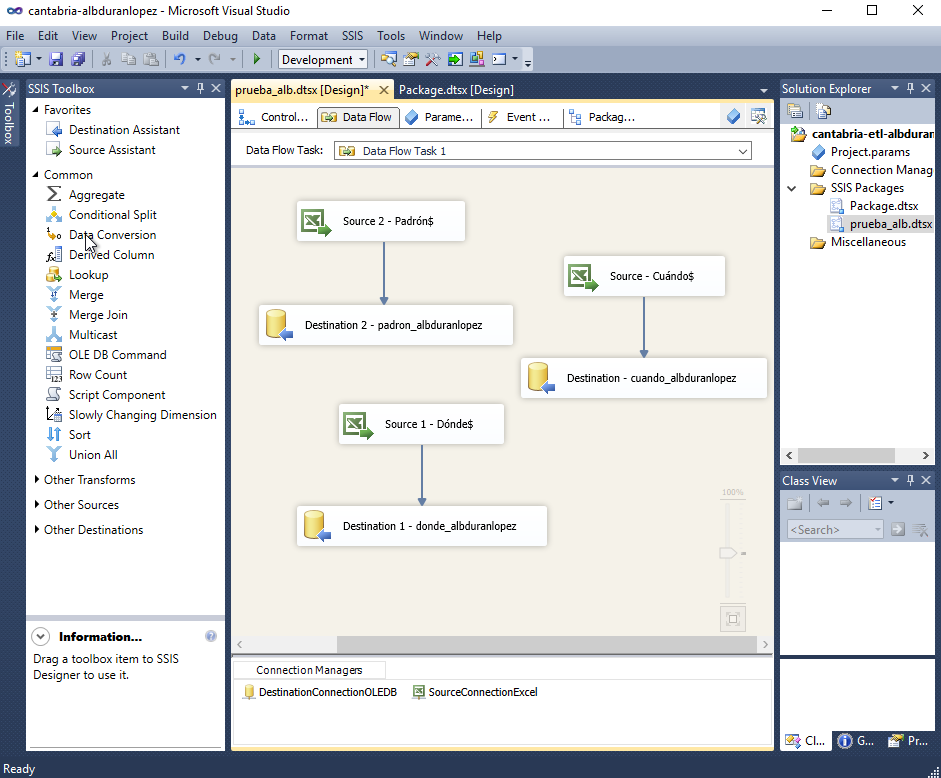 cantabria-albduranlopez - Microsoft Visual Studio
File Edit View Project Build Debug Data Format SSIS Tools Window Help
Development
Toolbox
SSIS Toolbox
Favorites
Destination Assistant
Source Assistant
Common
Aggregate
Conditional Split
Data Conversion
Derived Column
Lookup
Merge
Merge Join
Multicast
OLE DB Command
Row Count
Script Component
Slowly Changing Dimension
Sort
Union All
Other Transforms
Other Sources
Other Destinations
Information...
Drag a toolbox item to SSIS
Designer to use it.
prueba_alb.dtsx [Design]* Package.dtsx [Design]
Control... Data Flow Parame... Event ... Packag...
Data Flow Task: Data Flow Task 1
Source 2 - Padrón$
Source - Cuándo$
Destination 2 - padron_albduranlopez
Destination - cuando_albduranlopez
Source 1 - Dónde$
Destination 1 - donde_albduranlopez
100%
Connection Managers
DestinationConnectionOLEDB SourceConnectionExcel
Solution Explorer
cantabria-etl-albduran
Project.params
Connection Manag
SSIS Packages
Package.dtsx
prueba_alb.dtsx
Miscellaneous
Class View
<Search>
Cl... G... Pr...
Ready